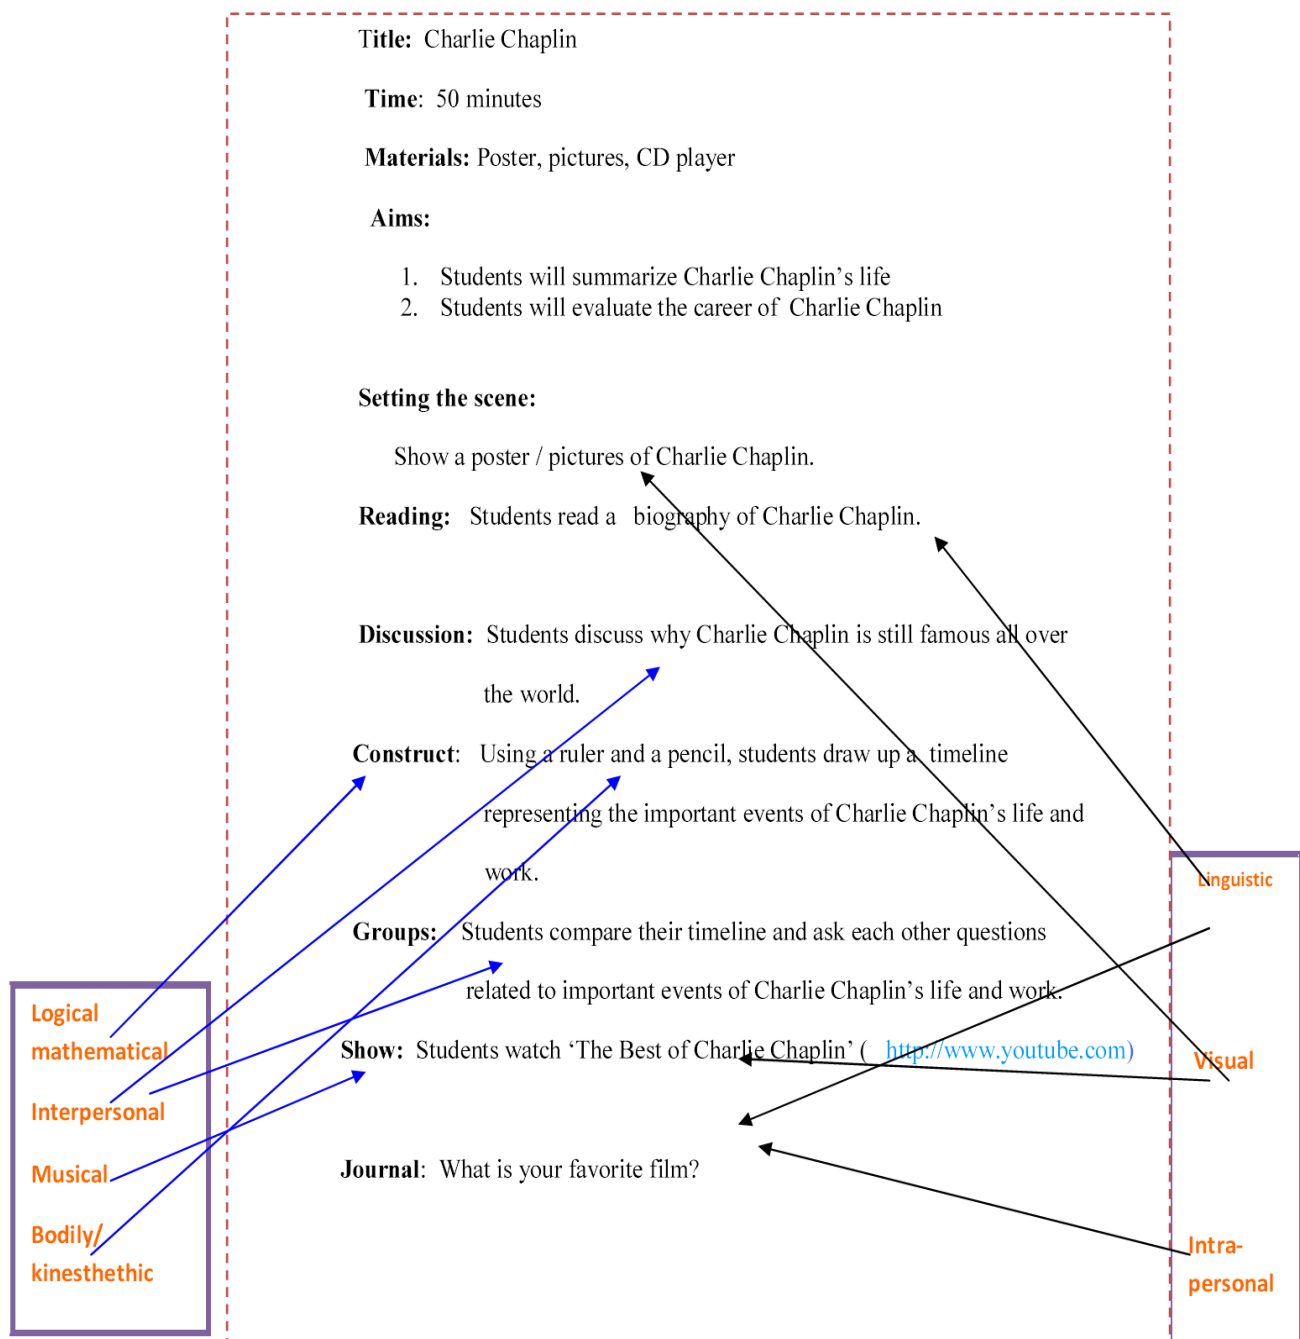 Title: Charlie Chaplin
Time: 50 minutes
Materials: Poster, pictures, CD player
Aims:
1. Students will summarize Charlie Chaplin’s life
2. Students will evaluate the career of Charlie Chaplin
Setting the scene:
Show a poster / pictures of Charlie Chaplin.
Reading: Students read a biography of Charlie Chaplin.
Discussion: Students discuss why Charlie Chaplin is still famous all over
the world.
Construct: Using a ruler and a pencil, students draw up a timeline
representing the important events of Charlie Chaplin’s life and
work.
Groups: Students compare their timeline and ask each other questions
related to important events of Charlie Chaplin’s life and work.
Show: Students watch ‘The Best of Charlie Chaplin’ ( http://www.youtube.com)
Journal: What is your favorite film?
Logical
mathematical
Interpersonal
Musical
Bodily/
kinesthethic
Linguistic
Visual
Intra-
personal